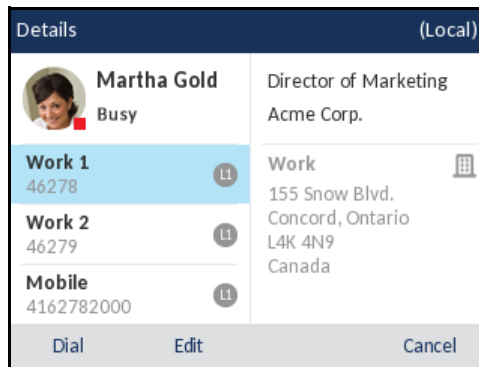 Details (Local)
Martha Gold
Busy
Work 1
46278
L1
Work 2
46279
L1
Mobile
4162782000
L1
Director of Marketing
Acme Corp.
Work
155 Snow Blvd.
Concord, Ontario
L4K 4N9
Canada
Dial Edit Cancel